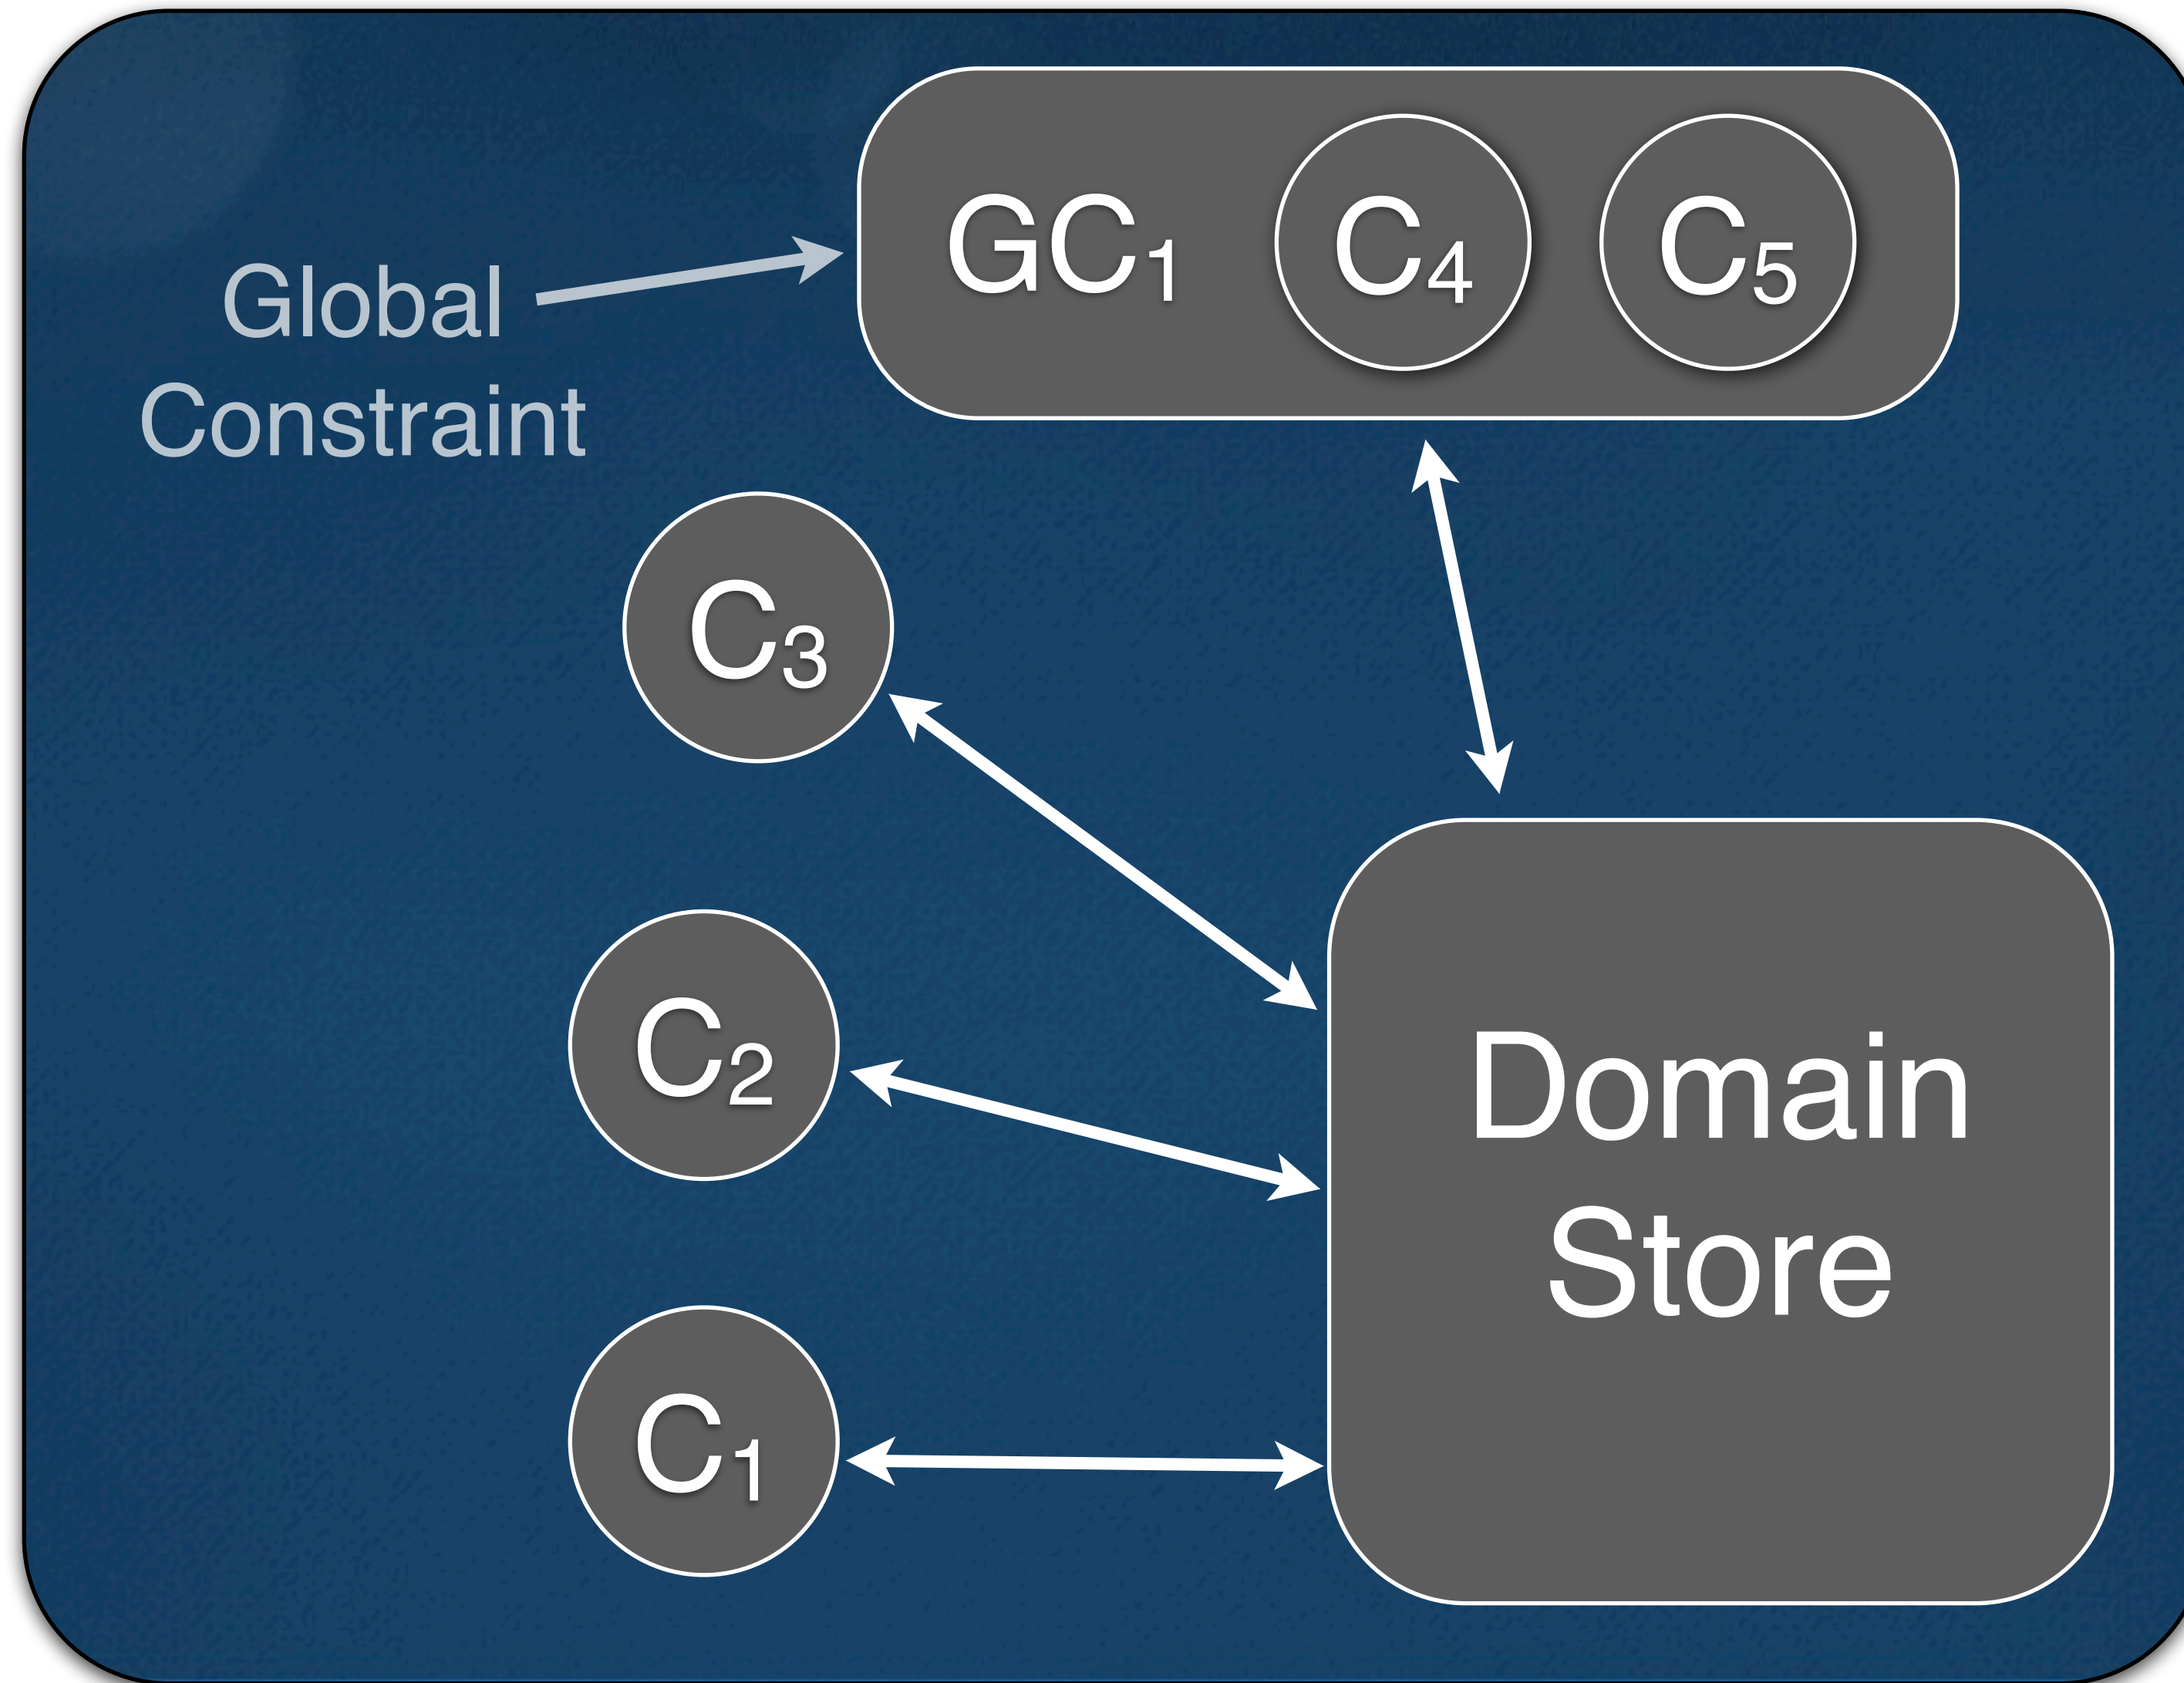 GC₁ C₄ C₅
Global
Constraint
C₃
C₂
Domain
Store
C₁